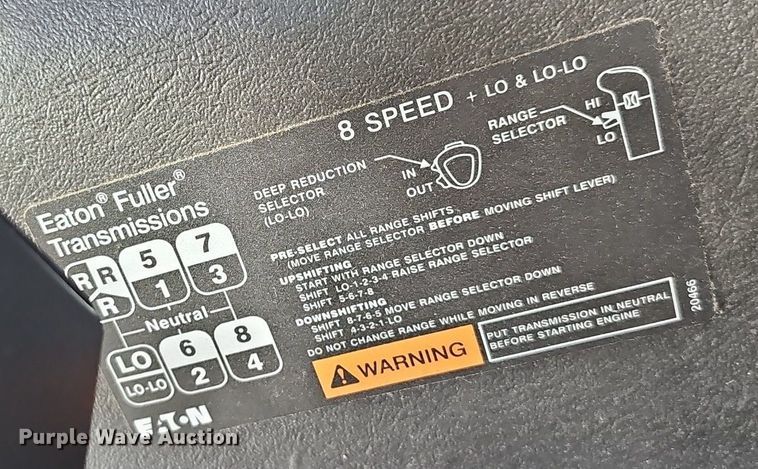 8 SPEED + LO & LO-LO
Eaton® Fuller®
Transmissions
DEEP REDUCTION
SELECTOR
(LO-LO)
IN
OUT
RANGE
SELECTOR
HI
LO
R R 5 7
R 1 3
Neutral
LO 6 8
LO-LO 2 4
PRE-SELECT ALL RANGE SHIFTS
(MOVE RANGE SELECTOR BEFORE MOVING SHIFT LEVER)
UPSHIFTING
START WITH RANGE SELECTOR DOWN
SHIFT LO-1-2-3-4-RAISE RANGE SELECTOR
SHIFT 5-6-7-8
DOWNSHIFTING
SHIFT 8-7-6-5 MOVE RANGE SELECTOR DOWN
SHIFT 4-3-2-1-LO
DO NOT CHANGE RANGE WHILE MOVING IN REVERSE
WARNING
PUT TRANSMISSION IN NEUTRAL
BEFORE STARTING ENGINE
20466
EATON
Purple Wave Auction